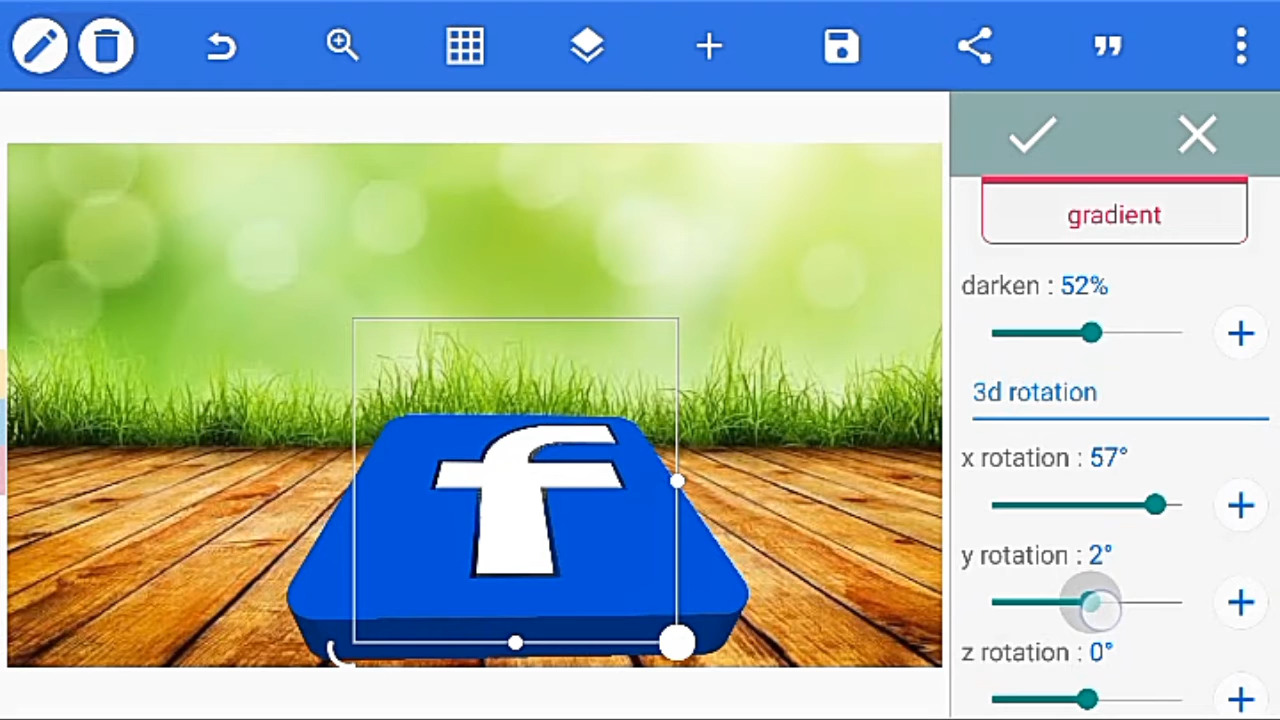 gradient
darken : 52%
3d rotation
x rotation : 57°
y rotation : 2°
z rotation : 0°
f